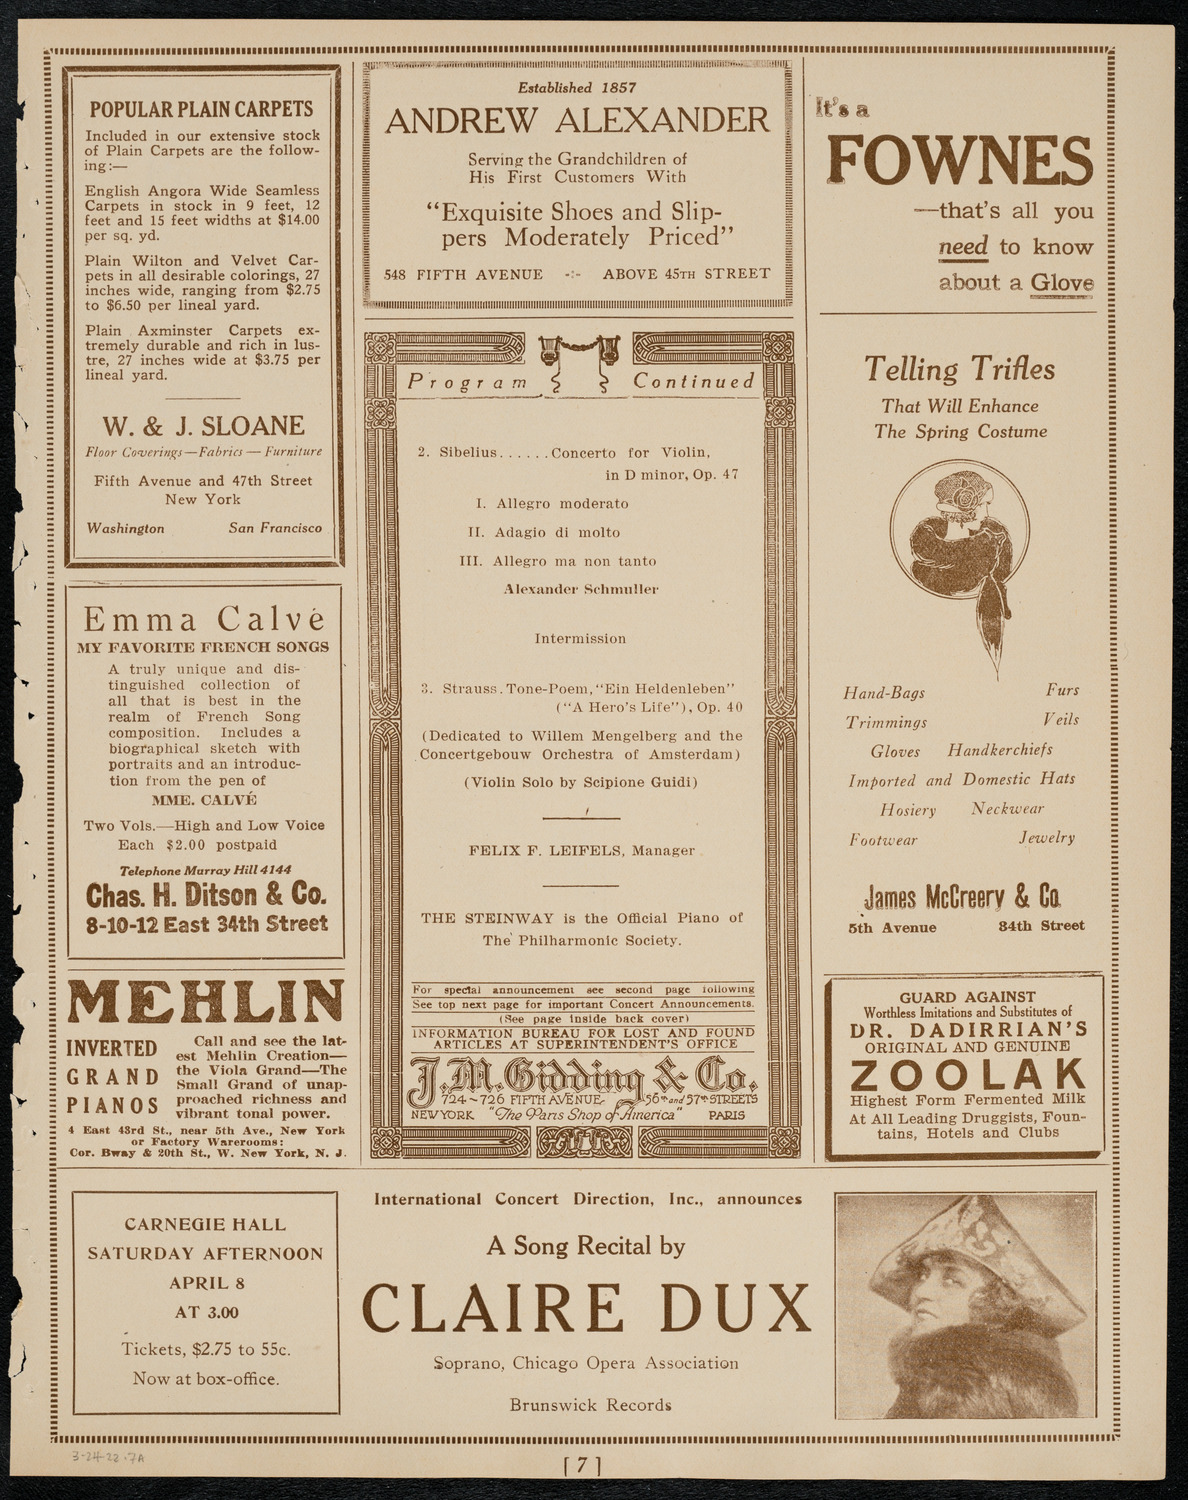 POPULAR PLAIN CARPETS
Included in our extensive stock
of Plain Carpets are the follow-
ing:—
English Angora Wide Seamless
Carpets in stock in 9 feet, 12
feet and 15 feet widths at $14.00
per sq. yd.
Plain Wilton and Velvet Car-
pets in all desirable colorings, 27
inches wide, ranging from $2.75
to $6.50 per lineal yard.
Plain Axminster Carpets ex-
tremely durable and rich in lus-
tre, 27 inches wide at $3.75 per
lineal yard.
W. & J. SLOANE
Floor Coverings—Fabrics—Furniture
Fifth Avenue and 47th Street
New York
Washington San Francisco
Emma Calvé
MY FAVORITE FRENCH SONGS
A truly unique and dis-
tinguished collection of
all that is best in the
realm of French Song
composition. Includes a
biographical sketch with
portraits and an introduc-
tion from the pen of
MME. CALVÉ
Two Vols.—High and Low Voice
Each $2.00 postpaid
Telephone Murray Hill 4144
Chas. H. Ditson & Co.
8-10-12 East 34th Street
MEHLIN
INVERTED
GRAND
PIANOS
Call and see the lat-
est Mehlin Creation—
the Viola Grand—The
Small Grand of unap-
proached richness and
vibrant tonal power.
4 East 43rd St., near 5th Ave., New York
or Factory Warerooms:
Cor. Bway & 20th St., W. New York, N. J.
Established 1857
ANDREW ALEXANDER
Serving the Grandchildren of
His First Customers With
"Exquisite Shoes and Slip-
pers Moderately Priced"
548 FIFTH AVENUE -:- ABOVE 45TH STREET
Program Continued
2. Sibelius......Concerto for Violin,
in D minor, Op. 47
I. Allegro moderato
II. Adagio di molto
III. Allegro ma non tanto
Alexander Schmuller
Intermission
3. Strauss.Tone-Poem, "Ein Heldenleben"
("A Hero's Life"), Op. 40
(Dedicated to Willem Mengelberg and the
Concertgebouw Orchestra of Amsterdam)
(Violin Solo by Scipione Guidi)
FELIX F. LEIFELS, Manager
THE STEINWAY is the Official Piano of
The Philharmonic Society.
For special announcement see second page following
See top next page for important Concert Announcements.
(See page inside back cover)
INFORMATION BUREAU FOR LOST AND FOUND
ARTICLES AT SUPERINTENDENT'S OFFICE
J.M. Gidding & Co.
724~726 FIFTH AVENUE 56th and 57th STREETS
NEW YORK "The Paris Shop of America" PARIS
It's a
FOWNES
—that's all you
need to know
about a Glove
Telling Trifles
That Will Enhance
The Spring Costume
Hand-Bags Furs
Trimmings Veils
Gloves Handkerchiefs
Imported and Domestic Hats
Hosiery Neckwear
Footwear Jewelry
James McCreery & Co.
5th Avenue 34th Street
GUARD AGAINST
Worthless Imitations and Substitutes of
DR. DADIRRIAN'S
ORIGINAL AND GENUINE
ZOOLAK
Highest Form Fermented Milk
At All Leading Druggists, Foun-
tains, Hotels and Clubs
CARNEGIE HALL
SATURDAY AFTERNOON
APRIL 8
AT 3.00
Tickets, $2.75 to 55c.
Now at box-office.
International Concert Direction, Inc., announces
A Song Recital by
CLAIRE DUX
Soprano, Chicago Opera Association
Brunswick Records
3-24-22-7A
[7]